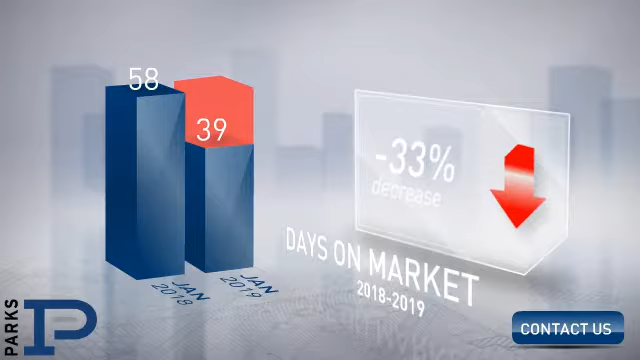 58
39
JAN
2018
JAN
2019
-33%
decrease
DAYS ON MARKET
2018-2019
PARKS
P
CONTACT US